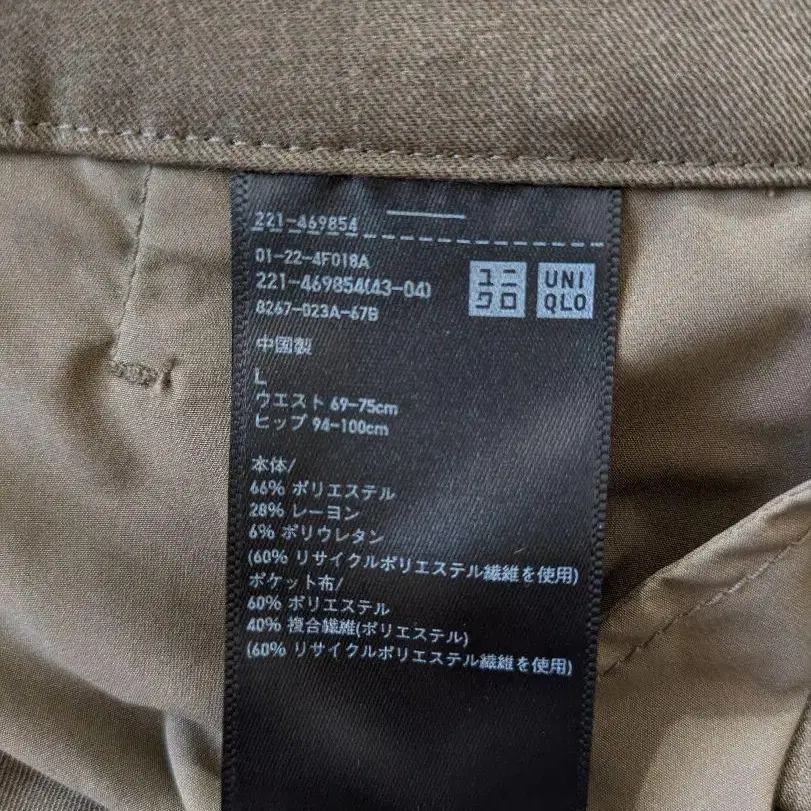 221-469854
01-22-4F018A
221-469854(43-04)
8267-023A-67B
ユニ
クロ
UNI
QLO
中国製
L
ウエスト 69-75cm
ヒップ 94-100cm
本体/
66% ポリエステル
28% レーヨン
6% ポリウレタン
(60% リサイクルポリエステル繊維を使用)
ポケット布/
60% ポリエステル
40% 複合繊維(ポリエステル)
(60% リサイクルポリエステル繊維を使用)